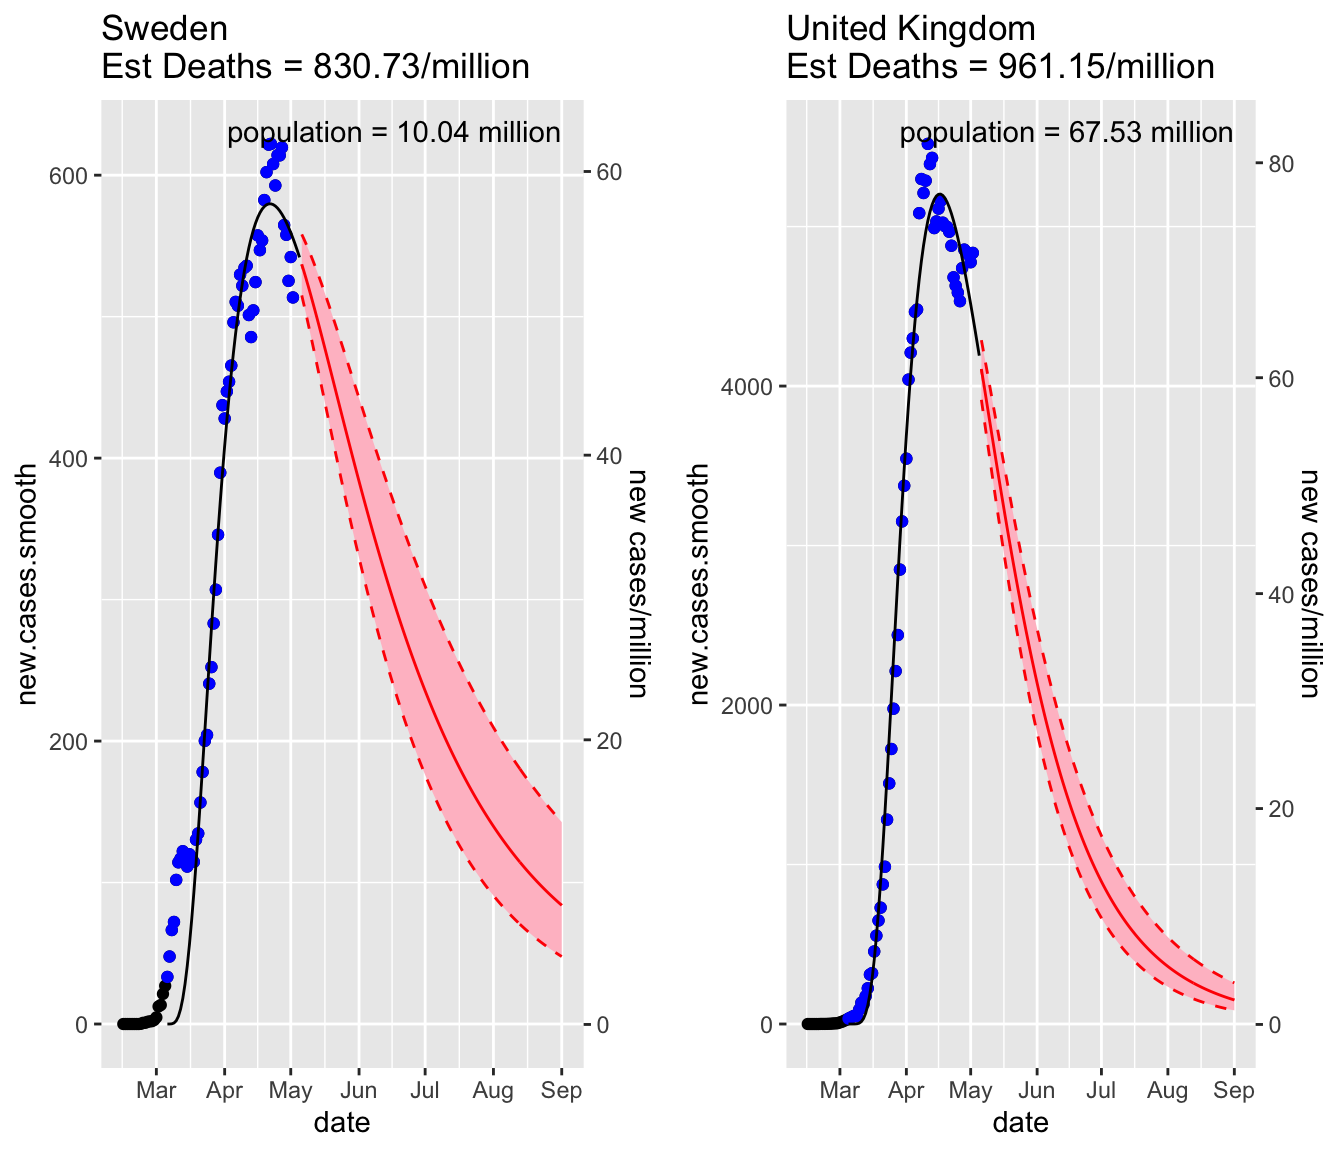 Sweden
Est Deaths = 830.73/million
population = 10.04 million
600
400
200
0
60
40
20
0
new.cases.smooth
new cases/million
Mar Apr May Jun Jul Aug Sep
date
United Kingdom
Est Deaths = 961.15/million
population = 67.53 million
4000
2000
0
80
60
40
20
0
new.cases.smooth
new cases/million
Mar Apr May Jun Jul Aug Sep
date